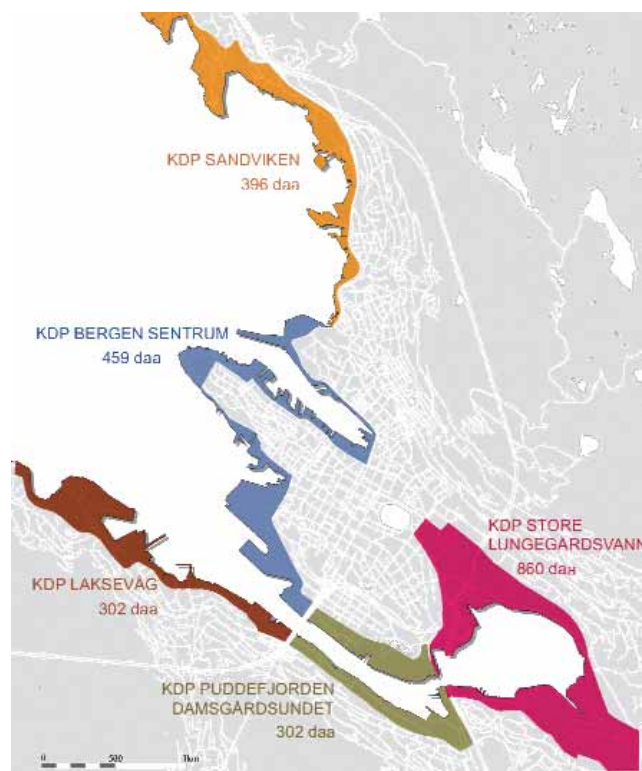 KDP SANDVIKEN
396 daa
KDP BERGEN SENTRUM
459 daa
KDP STORE
LUNGEGARDSVANN
860 daa
KDP LAKSEVÅG
302 daa
KDP PUDDEFJORDEN
DAMSGÅRDSUNDET
302 daa
0 500 1km